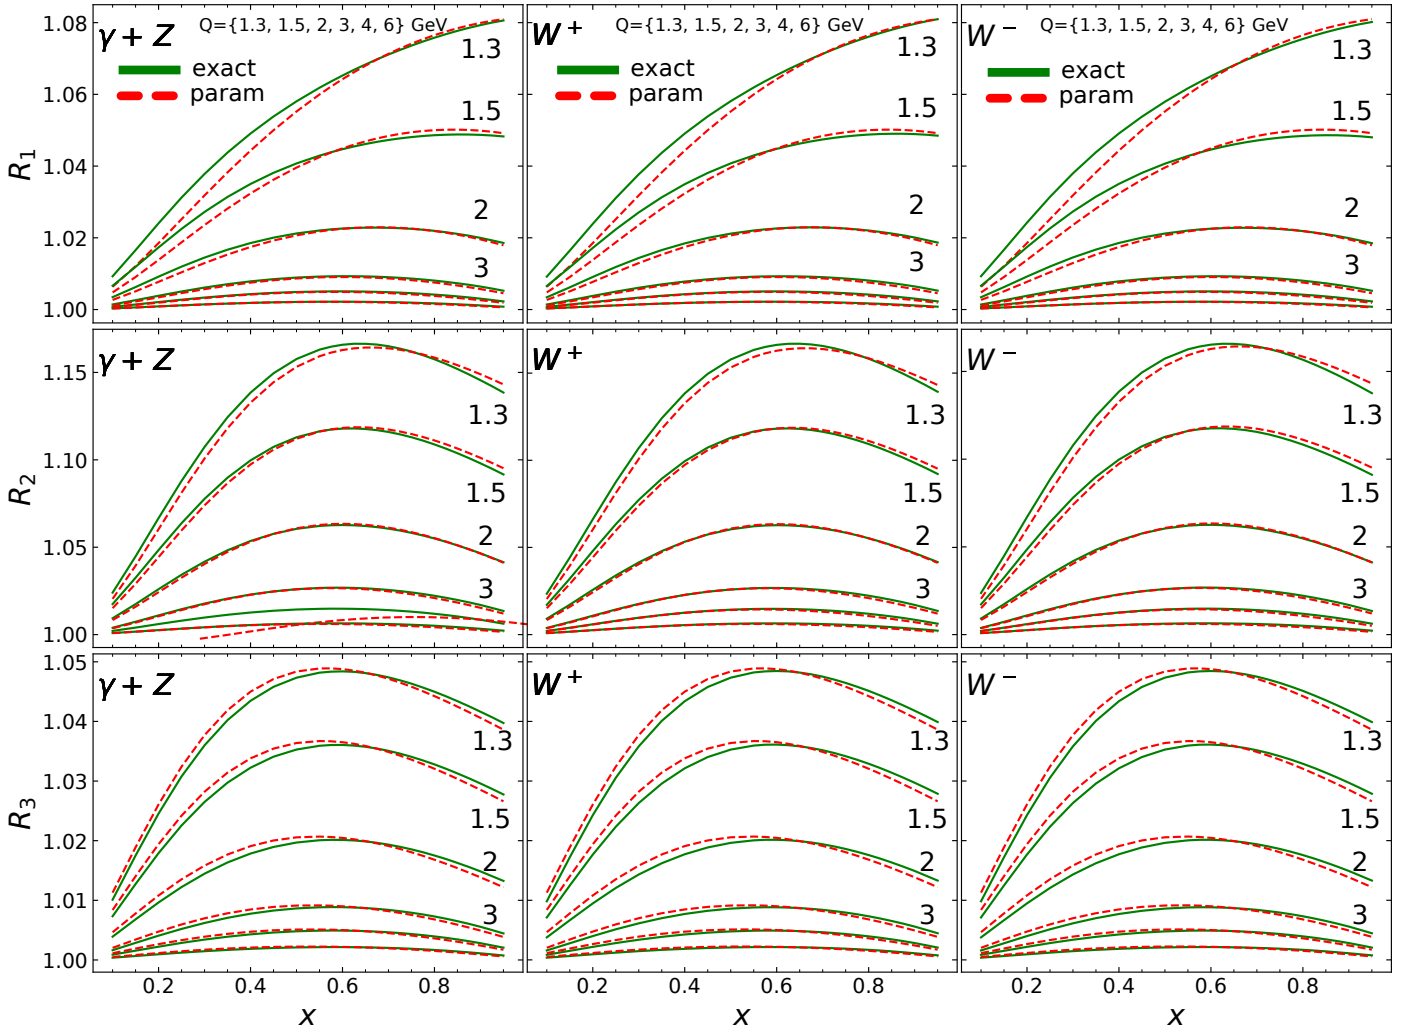 γ + Z Q={1.3, 1.5, 2, 3, 4, 6} GeV
exact
param
1.3
1.5
2
3
W⁺ Q={1.3, 1.5, 2, 3, 4, 6} GeV
exact
param
1.3
1.5
2
3
W⁻ Q={1.3, 1.5, 2, 3, 4, 6} GeV
exact
param
1.3
1.5
2
3
1.08
1.06
1.04
1.02
1.00
R₁
γ + Z
1.3
1.5
2
3
W⁺
1.3
1.5
2
3
W⁻
1.3
1.5
2
3
1.15
1.10
1.05
1.00
R₂
γ + Z
1.3
1.5
2
3
W⁺
1.3
1.5
2
3
W⁻
1.3
1.5
2
3
1.05
1.04
1.03
1.02
1.01
1.00
R₃
0.2 0.4 0.6 0.8 0.2 0.4 0.6 0.8 0.2 0.4 0.6 0.8
x x x